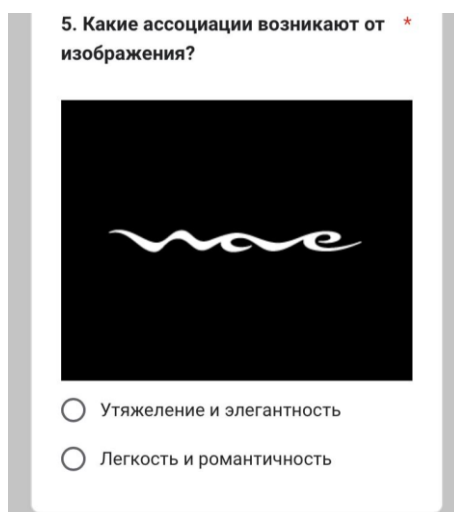 5. Какие ассоциации возникают от *
изображения?
wave
Утяжеление и элегантность
Легкость и романтичность